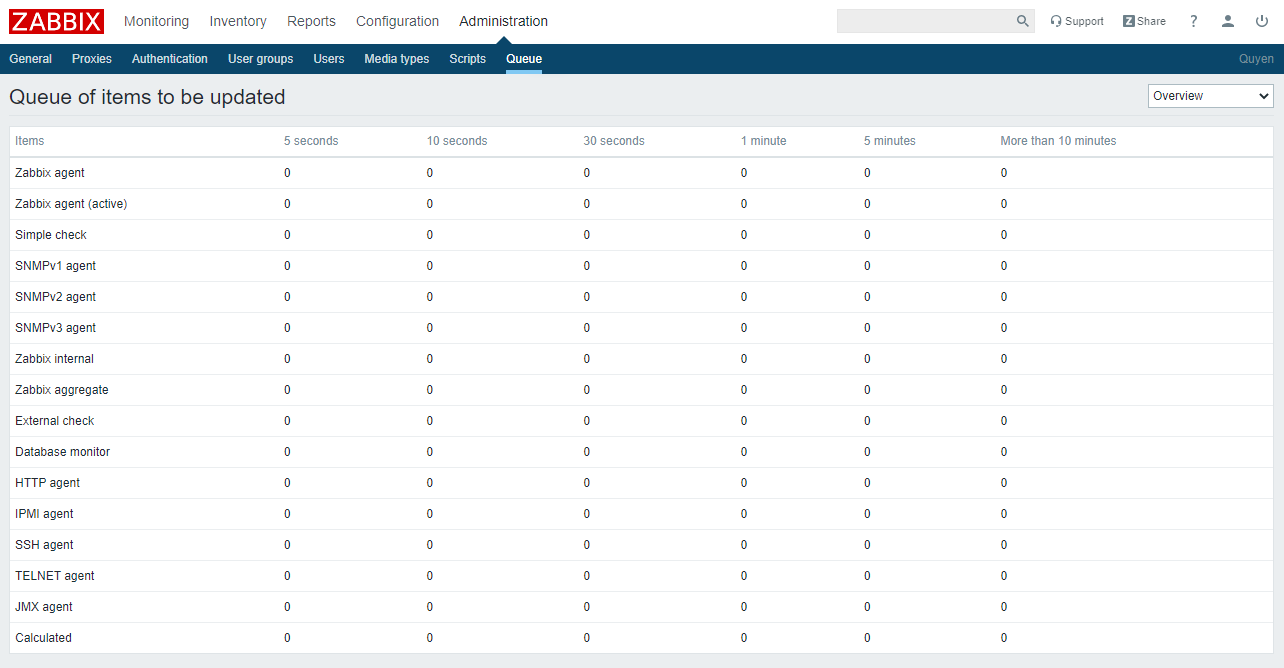 ZABBIX Monitoring Inventory Reports Configuration Administration Support Z Share ?
General Proxies Authentication User groups Users Media types Scripts Queue Quyen
Queue of items to be updated Overview
Items 5 seconds 10 seconds 30 seconds 1 minute 5 minutes More than 10 minutes
Zabbix agent 0 0 0 0 0 0
Zabbix agent (active) 0 0 0 0 0 0
Simple check 0 0 0 0 0 0
SNMPv1 agent 0 0 0 0 0 0
SNMPv2 agent 0 0 0 0 0 0
SNMPv3 agent 0 0 0 0 0 0
Zabbix internal 0 0 0 0 0 0
Zabbix aggregate 0 0 0 0 0 0
External check 0 0 0 0 0 0
Database monitor 0 0 0 0 0 0
HTTP agent 0 0 0 0 0 0
IPMI agent 0 0 0 0 0 0
SSH agent 0 0 0 0 0 0
TELNET agent 0 0 0 0 0 0
JMX agent 0 0 0 0 0 0
Calculated 0 0 0 0 0 0